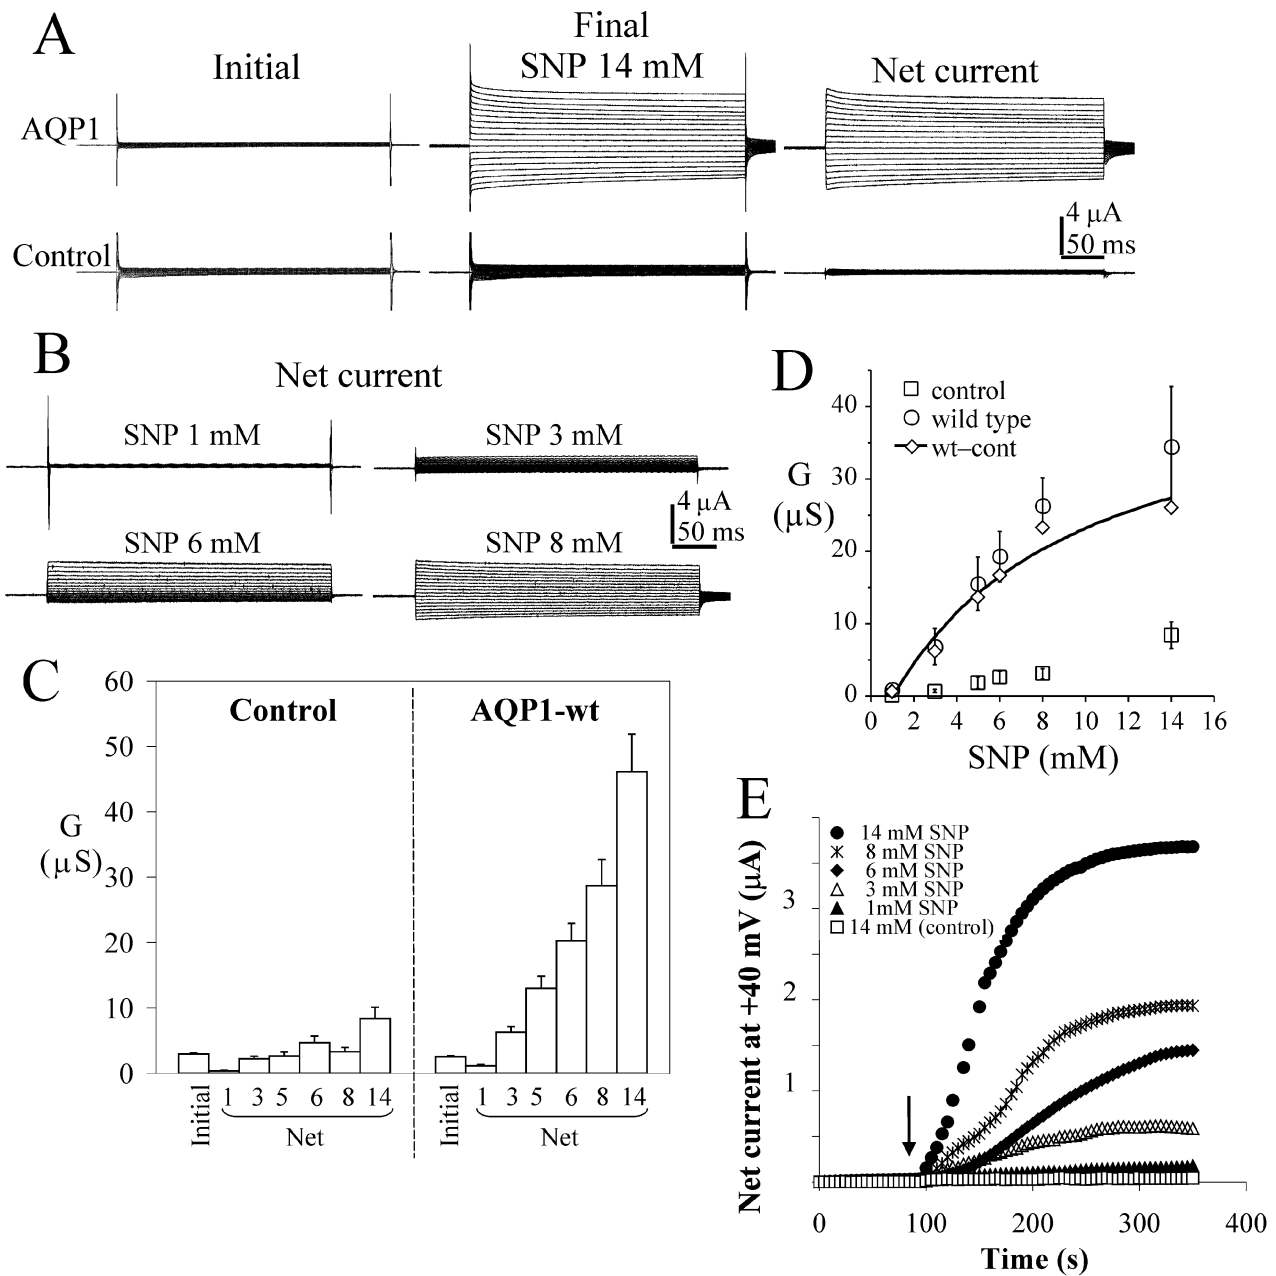 A
Initial
Final
SNP 14 mM
Net current
AQP1
Control
4 μA
50 ms
B
Net current
SNP 1 mM
SNP 3 mM
4 μA
50 ms
SNP 6 mM
SNP 8 mM
C
G
(μS)
60
50
40
30
20
10
0
Control
AQP1-wt
Initial 1 3 5 6 8 14
Net
Initial 1 3 5 6 8 14
Net
D
G
(μS)
40
30
20
10
0
control
wild type
wt–cont
0 2 4 6 8 10 12 14 16
SNP (mM)
E
Net current at +40 mV (μA)
3
2
1
14 mM SNP
8 mM SNP
6 mM SNP
3 mM SNP
1mM SNP
14 mM (control)
0 100 200 300 400
Time (s)